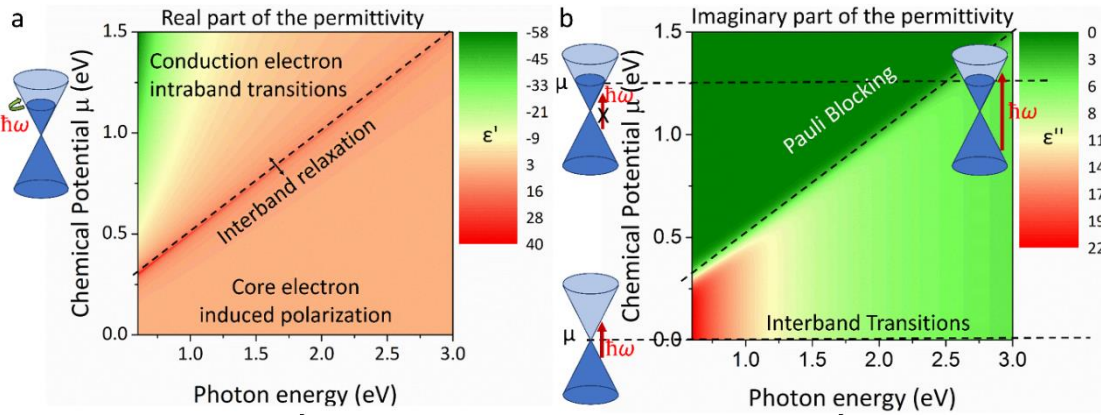 a
Real part of the permittivity
Chemical Potential μ (eV)
1.5
1.0
0.5
0.0
1.0
1.5
2.0
2.5
3.0
Photon energy (eV)
Conduction electron
intraband transitions
Interband relaxation
Core electron
induced polarization
ħω
ε'
-58
-45
-33
-21
-9
3
16
28
40
b
Imaginary part of the permittivity
Chemical Potential μ (eV)
1.5
1.0
0.5
0.0
1.0
1.5
2.0
2.5
3.0
Photon energy (eV)
Pauli Blocking
Interband Transitions
μ
ħω
X
μ
ħω
ħω
ε''
0
3
6
8
11
14
17
19
22